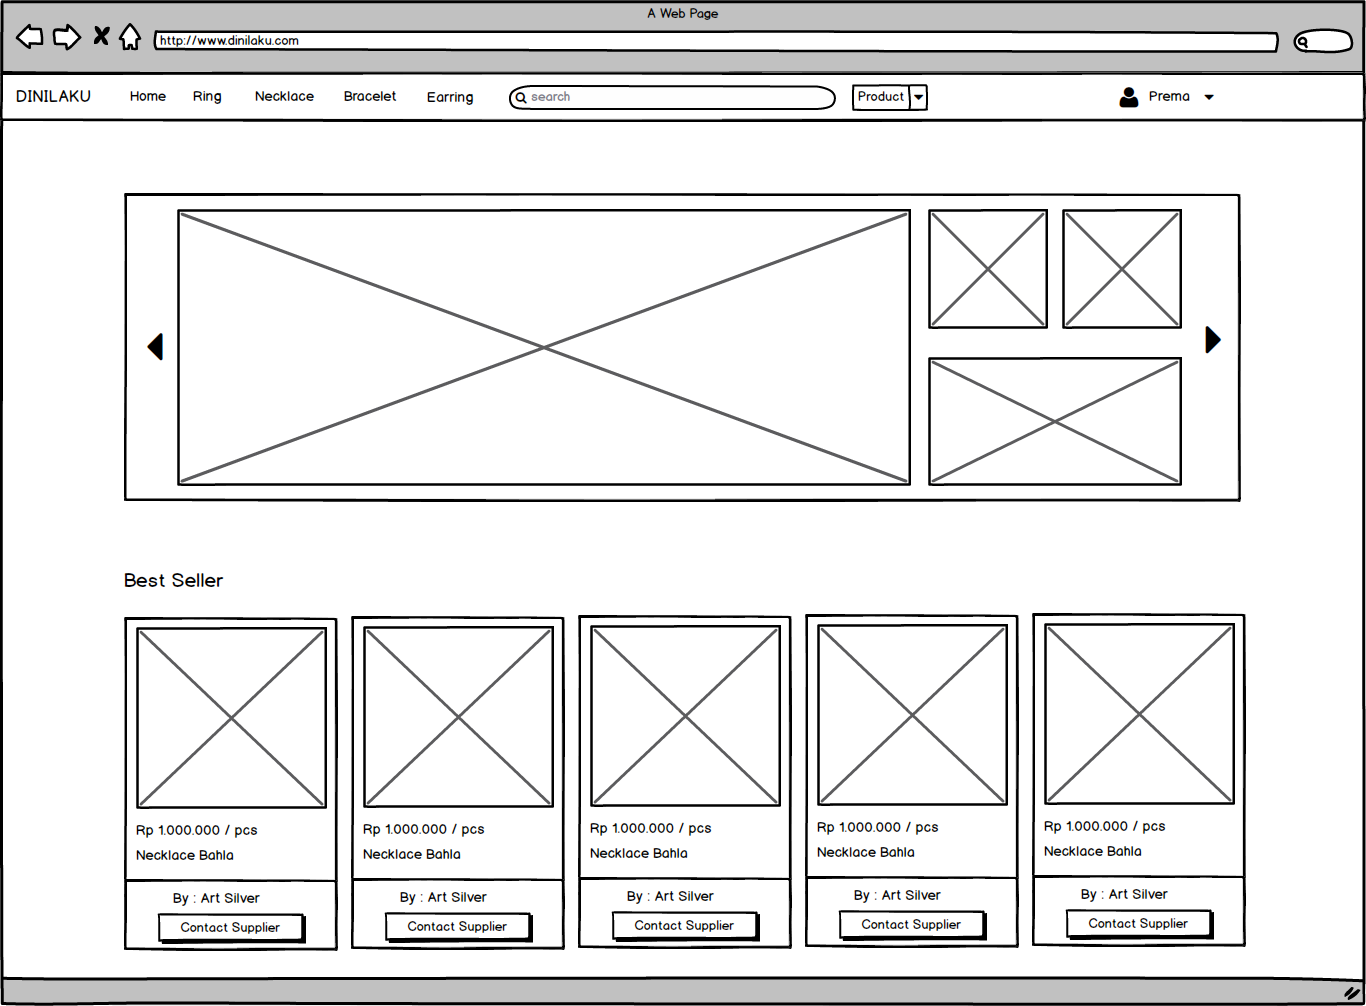 A Web Page
http://www.dinilaku.com
DINILAKU Home Ring Necklace Bracelet Earring search Product Prema
Best Seller
Rp 1.000.000 / pcs
Necklace Bahla
By : Art Silver
Contact Supplier
Rp 1.000.000 / pcs
Necklace Bahla
By : Art Silver
Contact Supplier
Rp 1.000.000 / pcs
Necklace Bahla
By : Art Silver
Contact Supplier
Rp 1.000.000 / pcs
Necklace Bahla
By : Art Silver
Contact Supplier
Rp 1.000.000 / pcs
Necklace Bahla
By : Art Silver
Contact Supplier